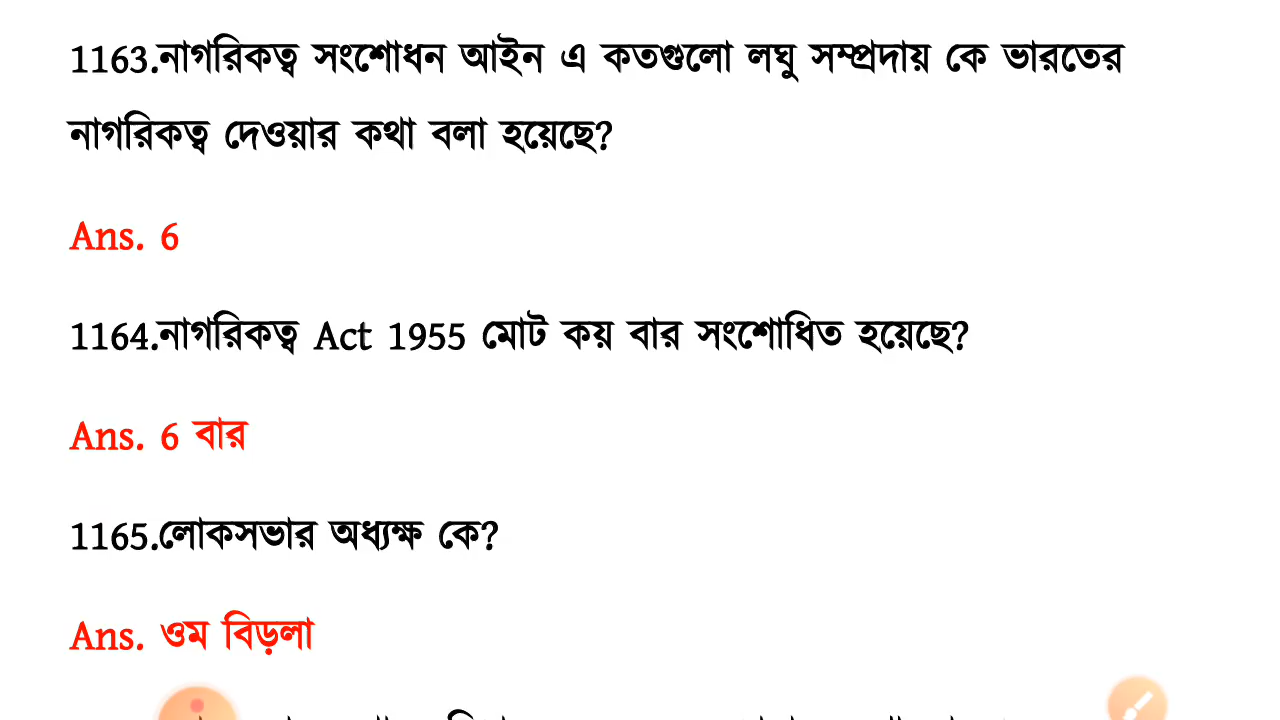 1163.নাগরিকত্ব সংশোধন আইন এ কতগুলো লঘু সম্প্রদায় কে ভারতের
নাগরিকত্ব দেওয়ার কথা বলা হয়েছে?
Ans. 6
1164.নাগরিকত্ব Act 1955 মোট কয় বার সংশোধিত হয়েছে?
Ans. 6 বার
1165.লোকসভার অধ্যক্ষ কে?
Ans. ওম বিড়লা